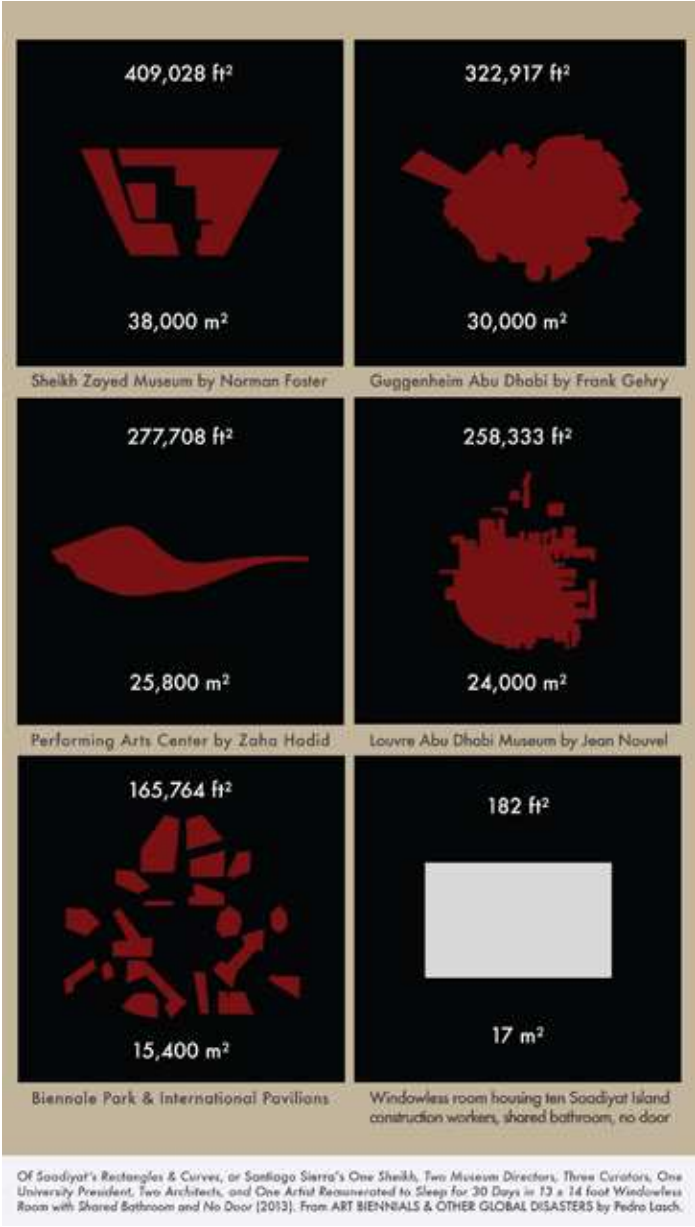 409,028 ft²
38,000 m²
Sheikh Zayed Museum by Norman Foster
322,917 ft²
30,000 m²
Guggenheim Abu Dhabi by Frank Gehry
277,708 ft²
25,800 m²
Performing Arts Center by Zaha Hadid
258,333 ft²
24,000 m²
Louvre Abu Dhabi Museum by Jean Nouvel
165,764 ft²
15,400 m²
Biennale Park & International Pavilions
182 ft²
17 m²
Windowless room housing ten Saadiyat Island
construction workers, shared bathroom, no door
Of Saadiyat's Rectangles & Curves, or Santiago Sierra's One Sheikh, Two Museum Directors, Three Curators, One
University President, Two Architects, and One Artist Remunerated to Sleep for 30 Days in 13 x 14 foot Windowless
Room with Shared Bathroom and No Door (2013). From ART BIENNIALS & OTHER GLOBAL DISASTERS by Pedro Lasch.